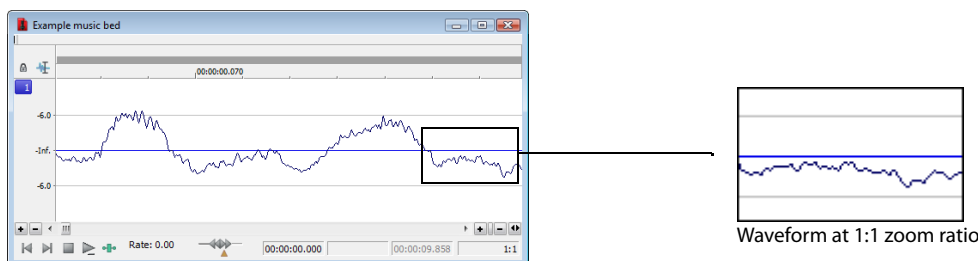 Example music bed
00:00:00.070
1
-6.0
-Inf.
-6.0
Rate: 0.00
00:00:00.000
00:00:09.858
1:1
Waveform at 1:1 zoom ratio